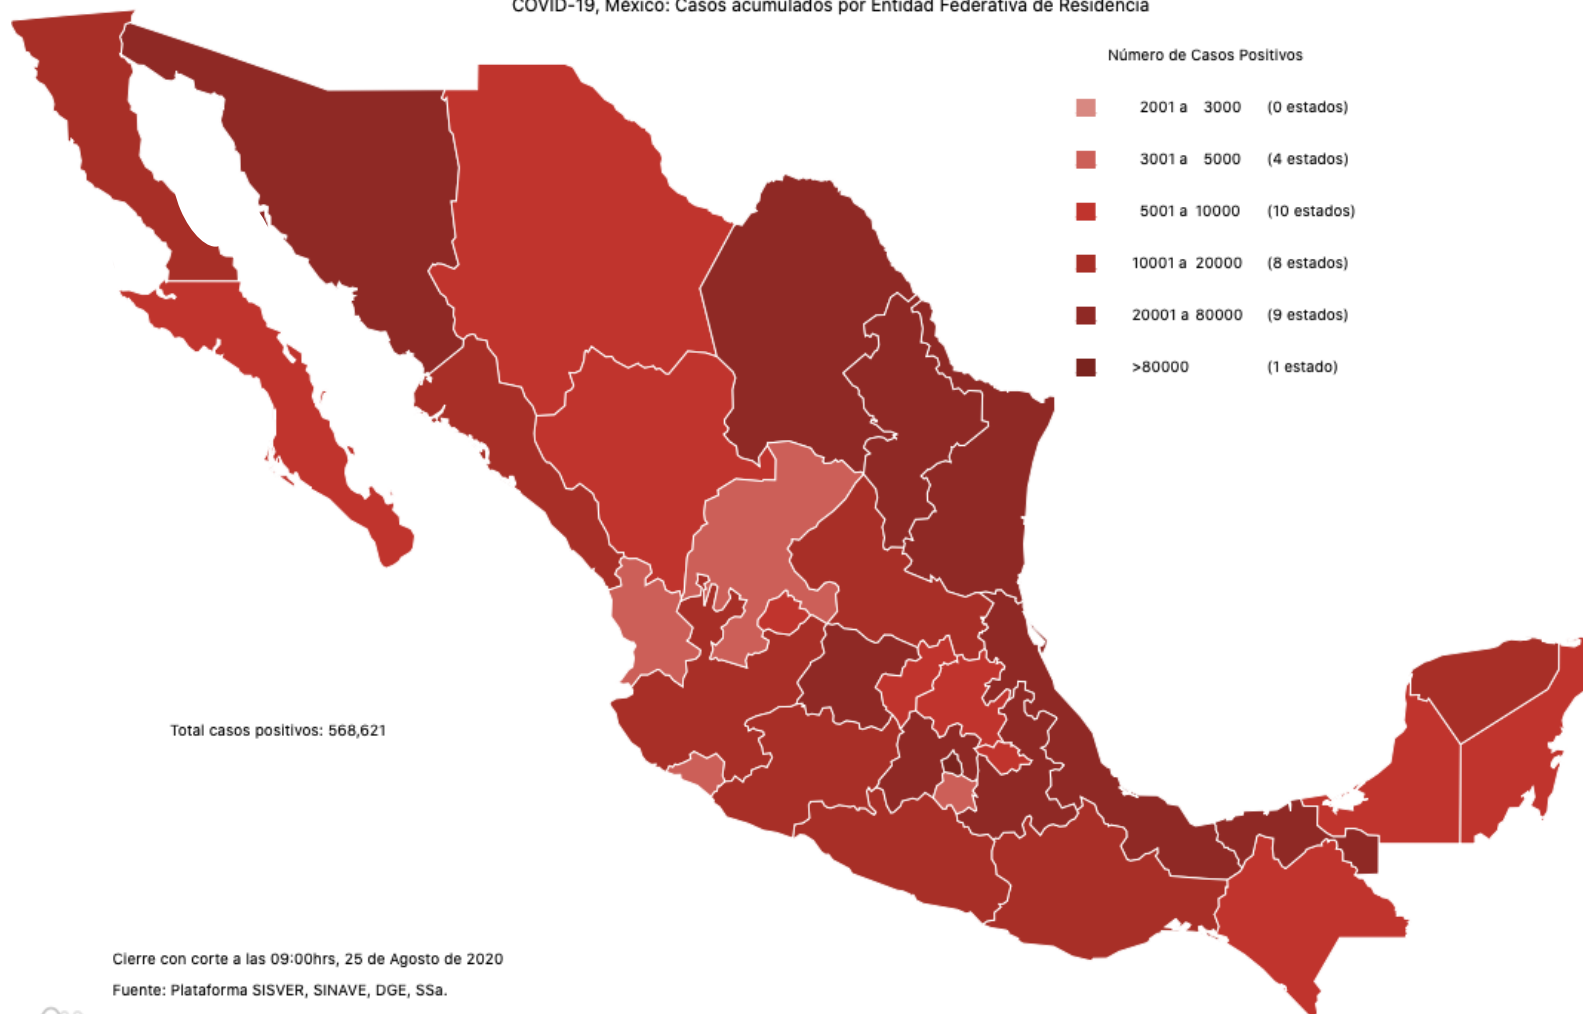 COVID-19, México: Casos acumulados por Entidad Federativa de Residencia
Número de Casos Positivos
2001 a 3000 (0 estados)
3001 a 5000 (4 estados)
5001 a 10000 (10 estados)
10001 a 20000 (8 estados)
20001 a 80000 (9 estados)
>80000 (1 estado)
Total casos positivos: 568,621
Cierre con corte a las 09:00hrs, 25 de Agosto de 2020
Fuente: Plataforma SISVER, SINAVE, DGE, SSa.